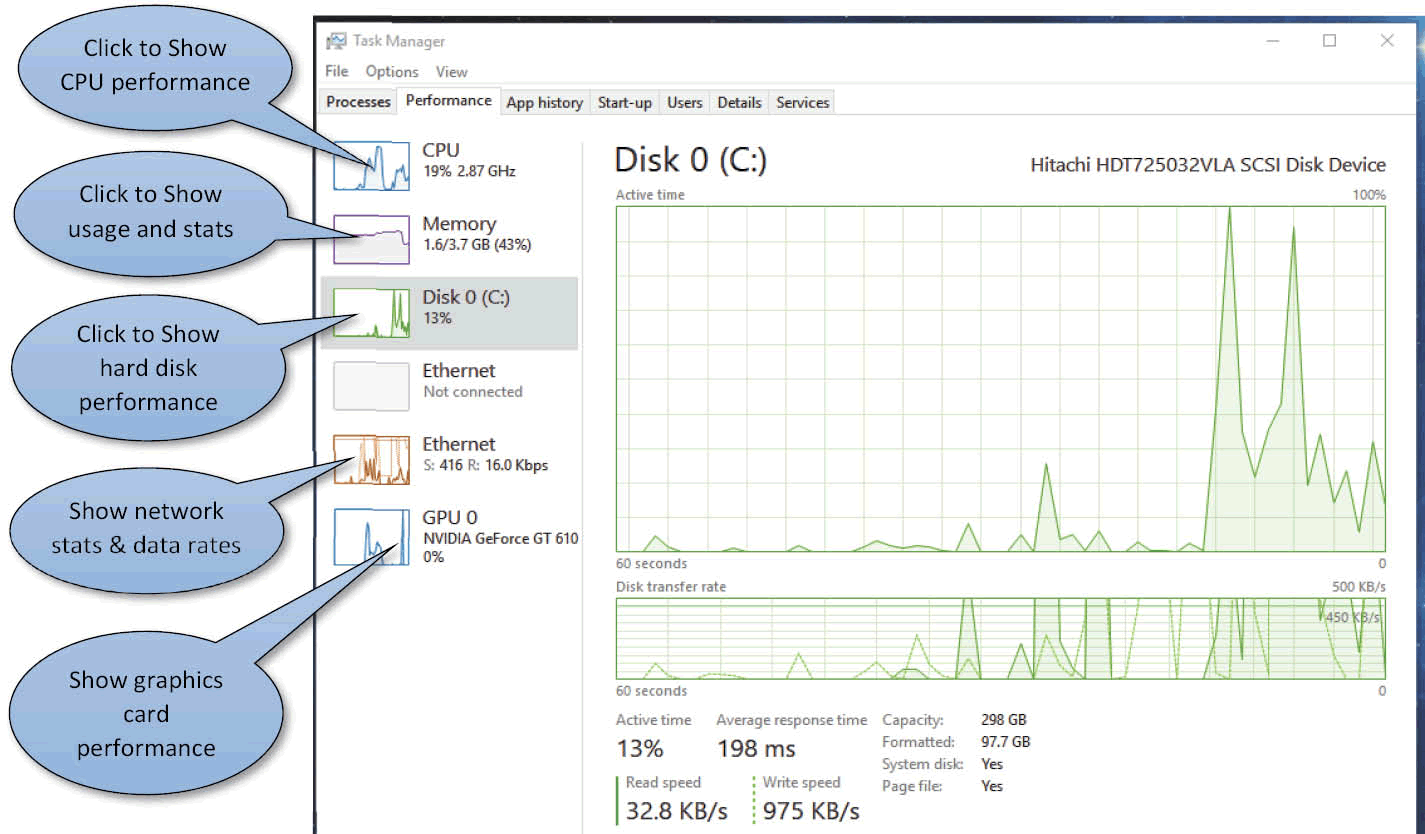 Click to Show
CPU performance
Click to Show
usage and stats
Click to Show
hard disk
performance
Show network
stats & data rates
Show graphics
card
performance
Task Manager
File Options View
Processes Performance App history Start-up Users Details Services
CPU
19% 2.87 GHz
Memory
1.6/3.7 GB (43%)
Disk 0 (C:)
13%
Ethernet
Not connected
Ethernet
S: 416 R: 16.0 Kbps
GPU 0
NVIDIA GeForce GT 610
0%
Disk 0 (C:) Hitachi HDT725032VLA SCSI Disk Device
Active time 100%
60 seconds 0
Disk transfer rate 500 KB/s
450 KB/s
60 seconds 0
Active time Average response time
13% 198 ms
Read speed Write speed
32.8 KB/s 975 KB/s
Capacity: 298 GB
Formatted: 97.7 GB
System disk: Yes
Page file: Yes